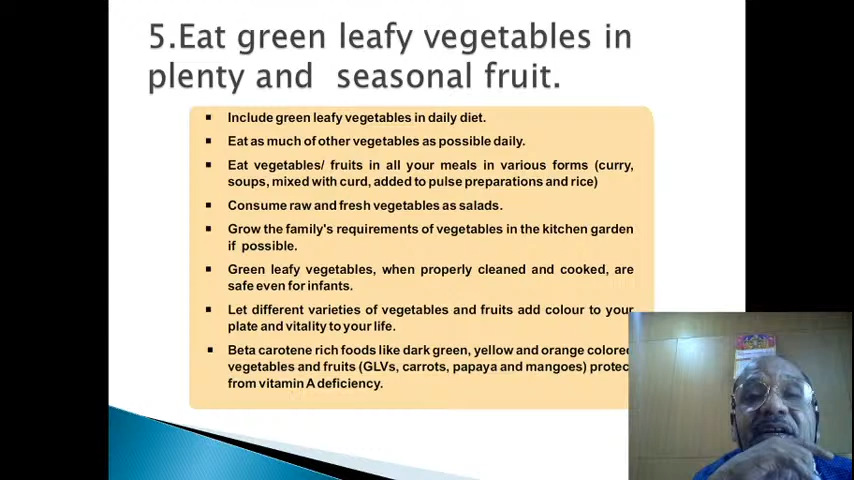 5.Eat green leafy vegetables in
plenty and seasonal fruit.
▪ Include green leafy vegetables in daily diet.
▪ Eat as much of other vegetables as possible daily.
▪ Eat vegetables/ fruits in all your meals in various forms (curry,
soups, mixed with curd, added to pulse preparations and rice)
▪ Consume raw and fresh vegetables as salads.
▪ Grow the family's requirements of vegetables in the kitchen garden
if possible.
▪ Green leafy vegetables, when properly cleaned and cooked, are
safe even for infants.
▪ Let different varieties of vegetables and fruits add colour to your
plate and vitality to your life.
▪ Beta carotene rich foods like dark green, yellow and orange colored
vegetables and fruits (GLVs, carrots, papaya and mangoes) protect
from vitamin A deficiency.